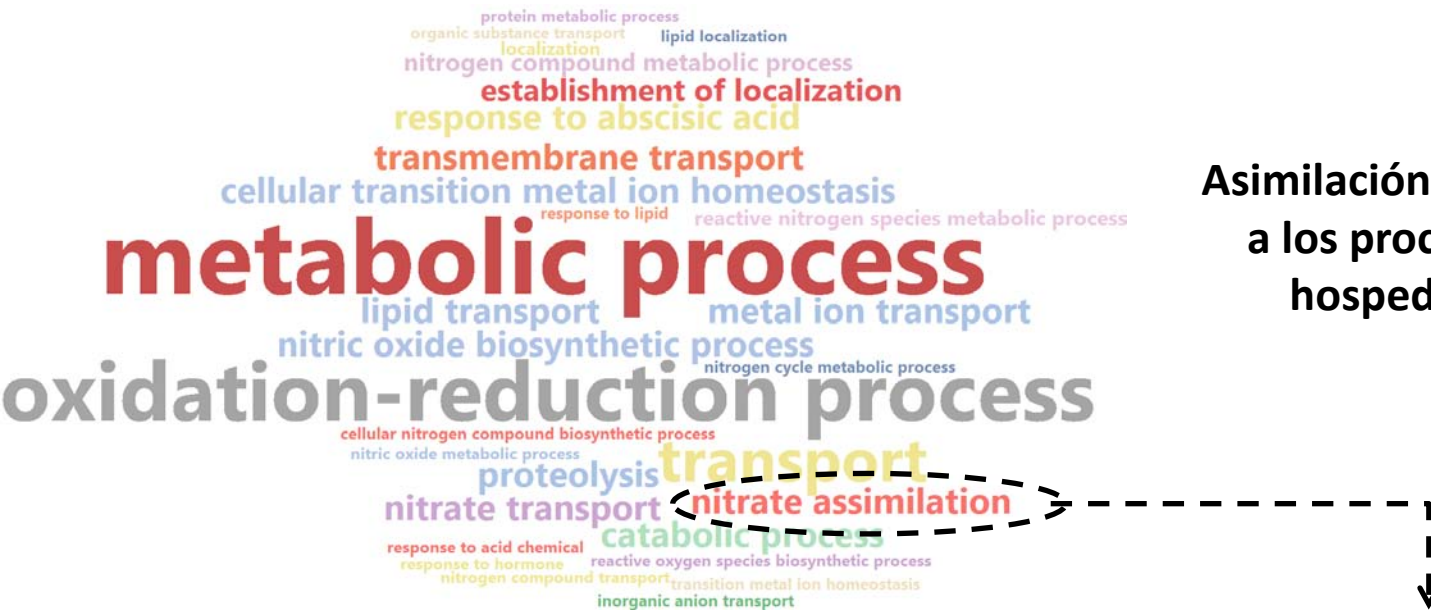 protein metabolic process
organic substance transport
lipid localization
localization
nitrogen compound metabolic process
establishment of localization
response to abscisic acid
transmembrane transport
cellular transition metal ion homeostasis
response to lipid
reactive nitrogen species metabolic process
metabolic process
lipid transport
metal ion transport
nitric oxide biosynthetic process
nitrogen cycle metabolic process
oxidation-reduction process
cellular nitrogen compound biosynthetic process
nitric oxide metabolic process
transport
proteolysis
nitrate transport
nitrate assimilation
catabolic process
response to acid chemical
reactive oxygen species biosynthetic process
response to hormone
nitrogen compound transport
transition metal ion homeostasis
inorganic anion transport
Asimilación
a los proc
hosped